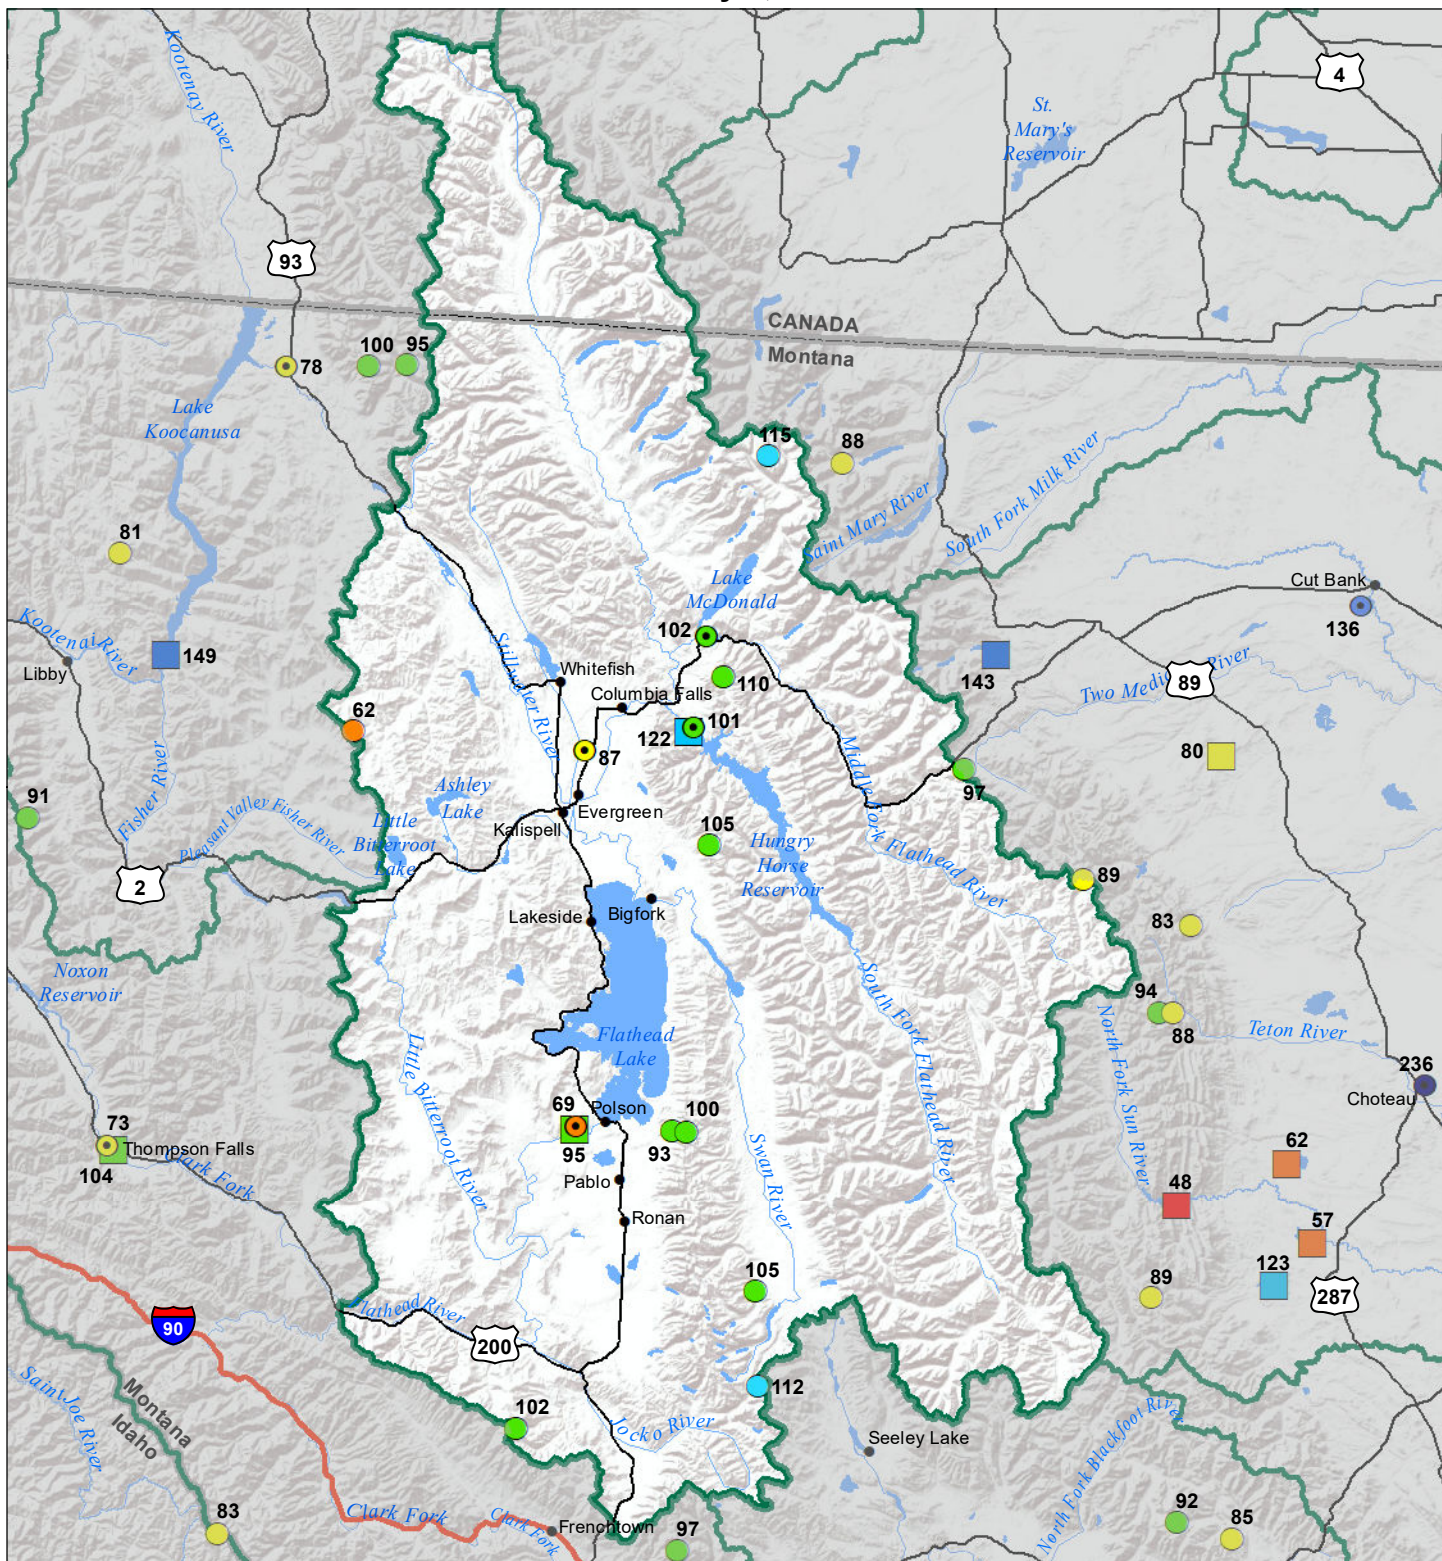 Kootenay River
4
St.
Mary's
Reservoir
93
CANADA
Montana
100
95
78
Lake
Koocanusa
115
88
Saint Mary River
South Fork Milk River
81
Lake
McDonald
Cut Bank
136
Kootenai River
Libby
149
102
Stillwater River
Whitefish
110
143
Two Medic
River
89
Columbia Falls
62
101
122
87
80
97
Fisher River
Pleasant Valley Fisher River
91
Ashley
Lake
Evergreen
Kalispell
Little
Bitterroot
Lake
105
Hungry
Horse
Reservoir
Middle Fork Flathead River
2
89
Lakeside
Bigfork
83
Noxon
Reservoir
94
88
North Fork Sun River
Teton River
Flathead
Lake
South Fork Flathead River
Little Bitterroot River
236
Choteau
73
Thompson Falls
104
Clark Fork
69
Polson
95
93
100
Pablo
Swan River
62
48
Ronan
57
123
105
89
287
90
Flathead River
200
Montana
Idaho
Saint Joe River
112
102
Jocko River
Seeley Lake
North Fork Blackfoot River
83
Clark Fork
Clark Fork
Frenchtown
97
92
85